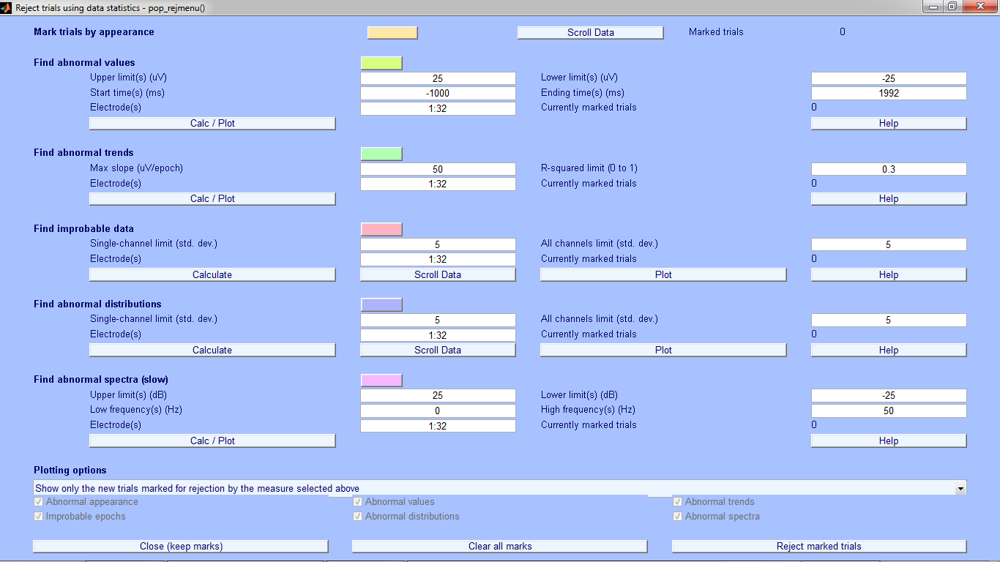 Reject trials using data statistics - pop_rejmenu()
Mark trials by appearance Scroll Data Marked trials 0
Find abnormal values
Upper limit(s) (uV) 25 Lower limit(s) (uV) -25
Start time(s) (ms) -1000 Ending time(s) (ms) 1992
Electrode(s) 1:32 Currently marked trials 0
Calc / Plot Help
Find abnormal trends
Max slope (uV/epoch) 50 R-squared limit (0 to 1) 0.3
Electrode(s) 1:32 Currently marked trials 0
Calc / Plot Help
Find improbable data
Single-channel limit (std. dev.) 5 All channels limit (std. dev.) 5
Electrode(s) 1:32 Currently marked trials 0
Calculate Scroll Data Plot Help
Find abnormal distributions
Single-channel limit (std. dev.) 5 All channels limit (std. dev.) 5
Electrode(s) 1:32 Currently marked trials 0
Calculate Scroll Data Plot Help
Find abnormal spectra (slow)
Upper limit(s) (dB) 25 Lower limit(s) (dB) -25
Low frequency(s) (Hz) 0 High frequency(s) (Hz) 50
Electrode(s) 1:32 Currently marked trials 0
Calc / Plot Help
Plotting options
Show only the new trials marked for rejection by the measure selected above
Abnormal appearance Abnormal values Abnormal trends
Improbable epochs Abnormal distributions Abnormal spectra
Close (keep marks) Clear all marks Reject marked trials